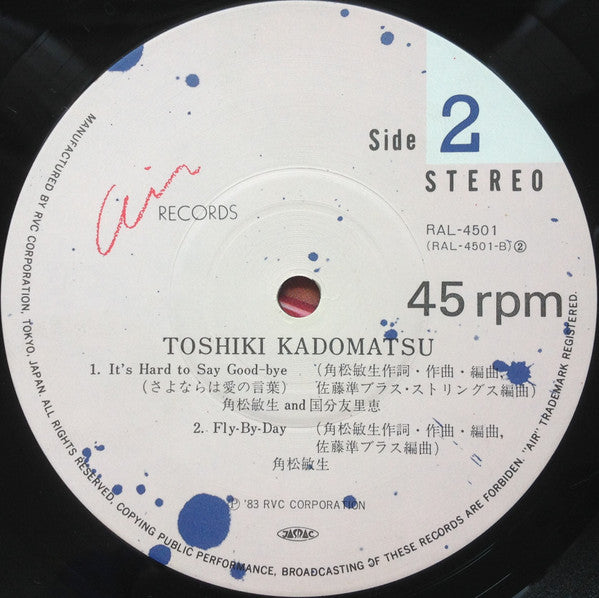 Side 2
STEREO
Air RECORDS
RAL-4501
(RAL-4501-B) ②
45 rpm
TOSHIKI KADOMATSU
1. It's Hard to Say Good-bye (角松敏生作詞・作曲・編曲,
(さよならは愛の言葉) 佐藤準ブラス・ストリングス編曲)
角松敏生 and 国分友里恵
2. Fly-By-Day (角松敏生作詞・作曲・編曲,
佐藤準ブラス編曲)
角松敏生
Ⓟ '83 RVC CORPORATION
JASRAC
MANUFACTURED BY RVC CORPORATION, TOKYO, JAPAN. ALL RIGHTS RESERVED, COPYING PUBLIC PERFORMANCE, BROADCASTING OF THESE RECORDS ARE FORBIDEN. "AIR" TRADEMARK REGISTERED.